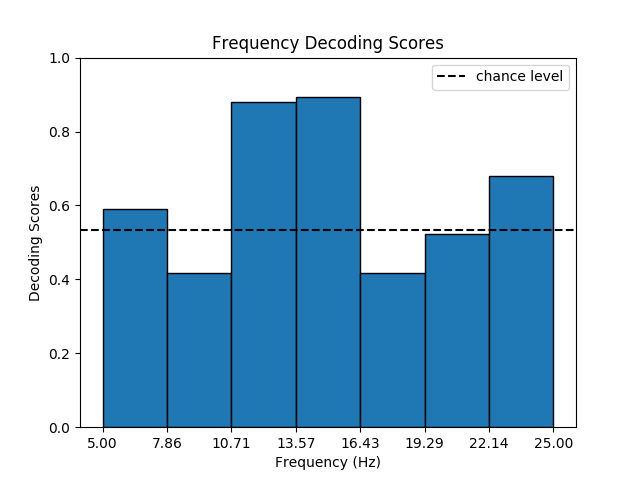 Frequency Decoding Scores
1.0
chance level
0.8
0.6
0.4
0.2
0.0
Decoding Scores
5.00 7.86 10.71 13.57 16.43 19.29 22.14 25.00
Frequency (Hz)